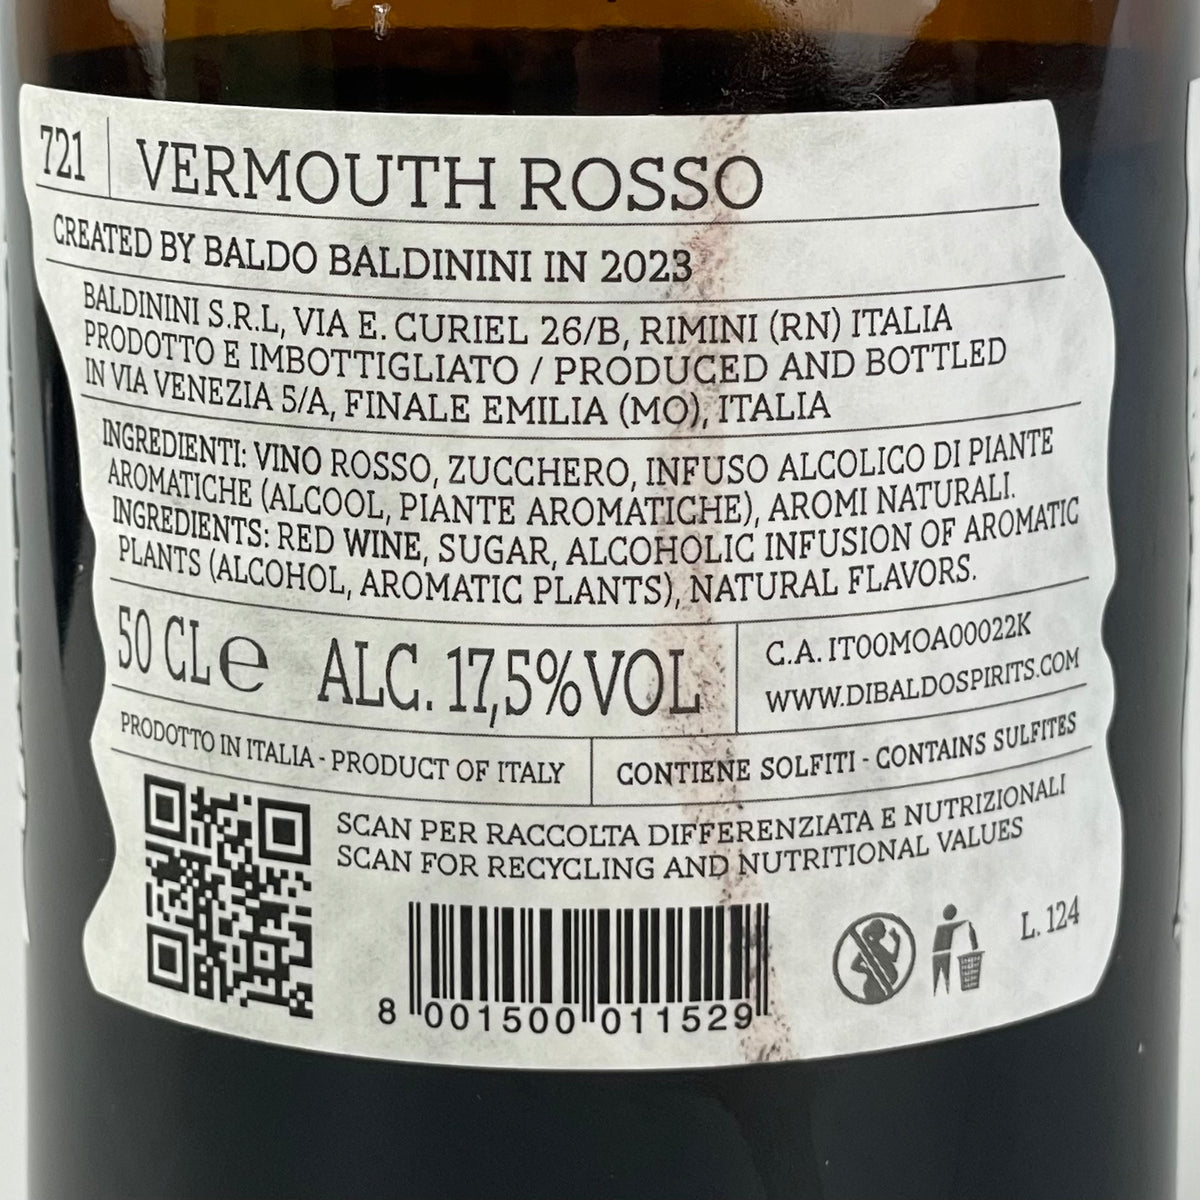 721 VERMOUTH ROSSO
CREATED BY BALDO BALDININI IN 2023
BALDININI S.R.L, VIA E. CURIEL 26/B, RIMINI (RN) ITALIA
PRODOTTO E IMBOTTIGLIATO / PRODUCED AND BOTTLED
IN VIA VENEZIA 5/A, FINALE EMILIA (MO), ITALIA
INGREDIENTI: VINO ROSSO, ZUCCHERO, INFUSO ALCOLICO DI PIANTE
AROMATICHE (ALCOOL, PIANTE AROMATICHE), AROMI NATURALI.
INGREDIENTS: RED WINE, SUGAR, ALCOHOLIC INFUSION OF AROMATIC
PLANTS (ALCOHOL, AROMATIC PLANTS), NATURAL FLAVORS.
50 CL e ALC. 17,5%VOL
C.A. IT00MOA00022K
WWW.DIBALDOSPIRITS.COM
PRODOTTO IN ITALIA - PRODUCT OF ITALY
CONTIENE SOLFITI - CONTAINS SULFITES
SCAN PER RACCOLTA DIFFERENZIATA E NUTRIZIONALI
SCAN FOR RECYCLING AND NUTRITIONAL VALUES
8 001500 011529
L. 124